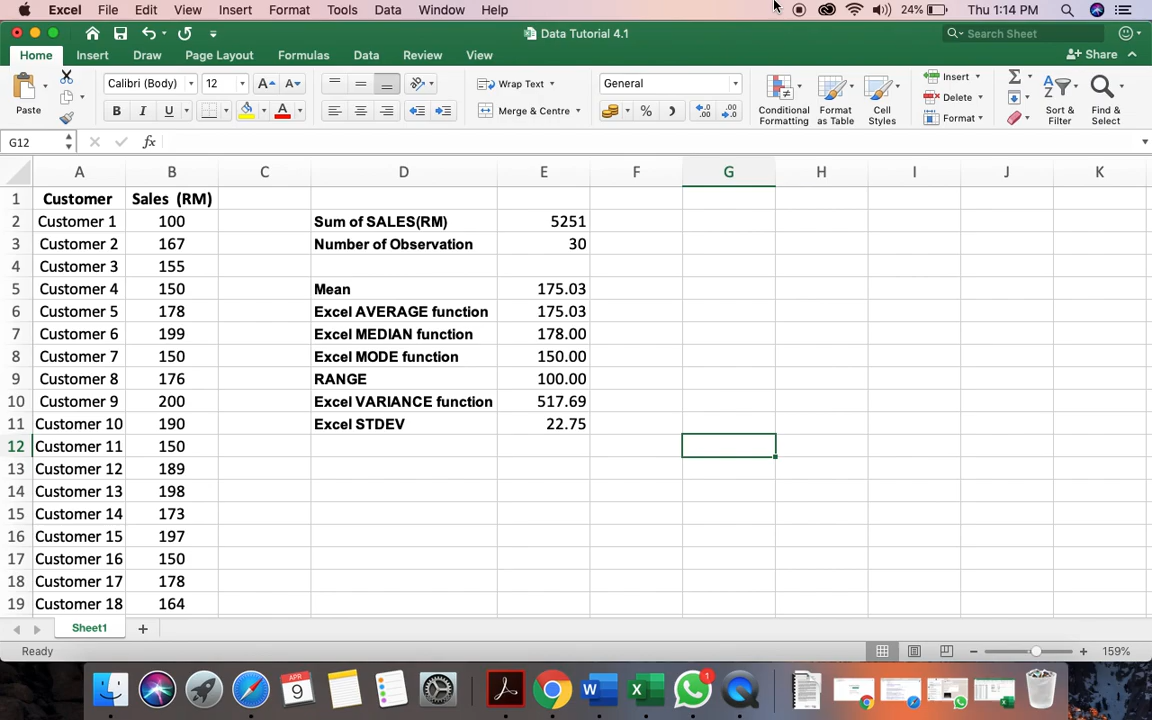 Excel File Edit View Insert Format Tools Data Window Help 24% Thu 1:14 PM
Data Tutorial 4.1 Search Sheet
Home Insert Draw Page Layout Formulas Data Review View Share
Paste Calibri (Body) 12 A A Wrap Text General Conditional Formatting Format as Table Cell Styles Insert Sort & Filter Find & Select
B I U A Merge & Centre % Delete
Format
G12 fx
A B C D E F G H I J K
1 Customer Sales (RM)
2 Customer 1 100 Sum of SALES(RM) 5251
3 Customer 2 167 Number of Observation 30
4 Customer 3 155
5 Customer 4 150 Mean 175.03
6 Customer 5 178 Excel AVERAGE function 175.03
7 Customer 6 199 Excel MEDIAN function 178.00
8 Customer 7 150 Excel MODE function 150.00
9 Customer 8 176 RANGE 100.00
10 Customer 9 200 Excel VARIANCE function 517.69
11 Customer 10 190 Excel STDEV 22.75
12 Customer 11 150
13 Customer 12 189
14 Customer 13 198
15 Customer 14 173
16 Customer 15 197
17 Customer 16 150
18 Customer 17 178
19 Customer 18 164
Sheet1 +
Ready 159%
APR 9 W X 1